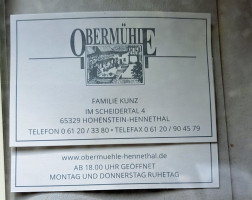 OBERMÜHLE
FAMILIE KUNZ
IM SCHEIDERTAL 4
65329 HOHENSTEIN-HENNETHAL
TELEFON 0 61 20 / 33 80 • TELEFAX 0 61 20 / 90 45 79
www.obermuehle-hennethal.de
AB 18.00 UHR GEÖFFNET
MONTAG UND DONNERSTAG RUHETAG